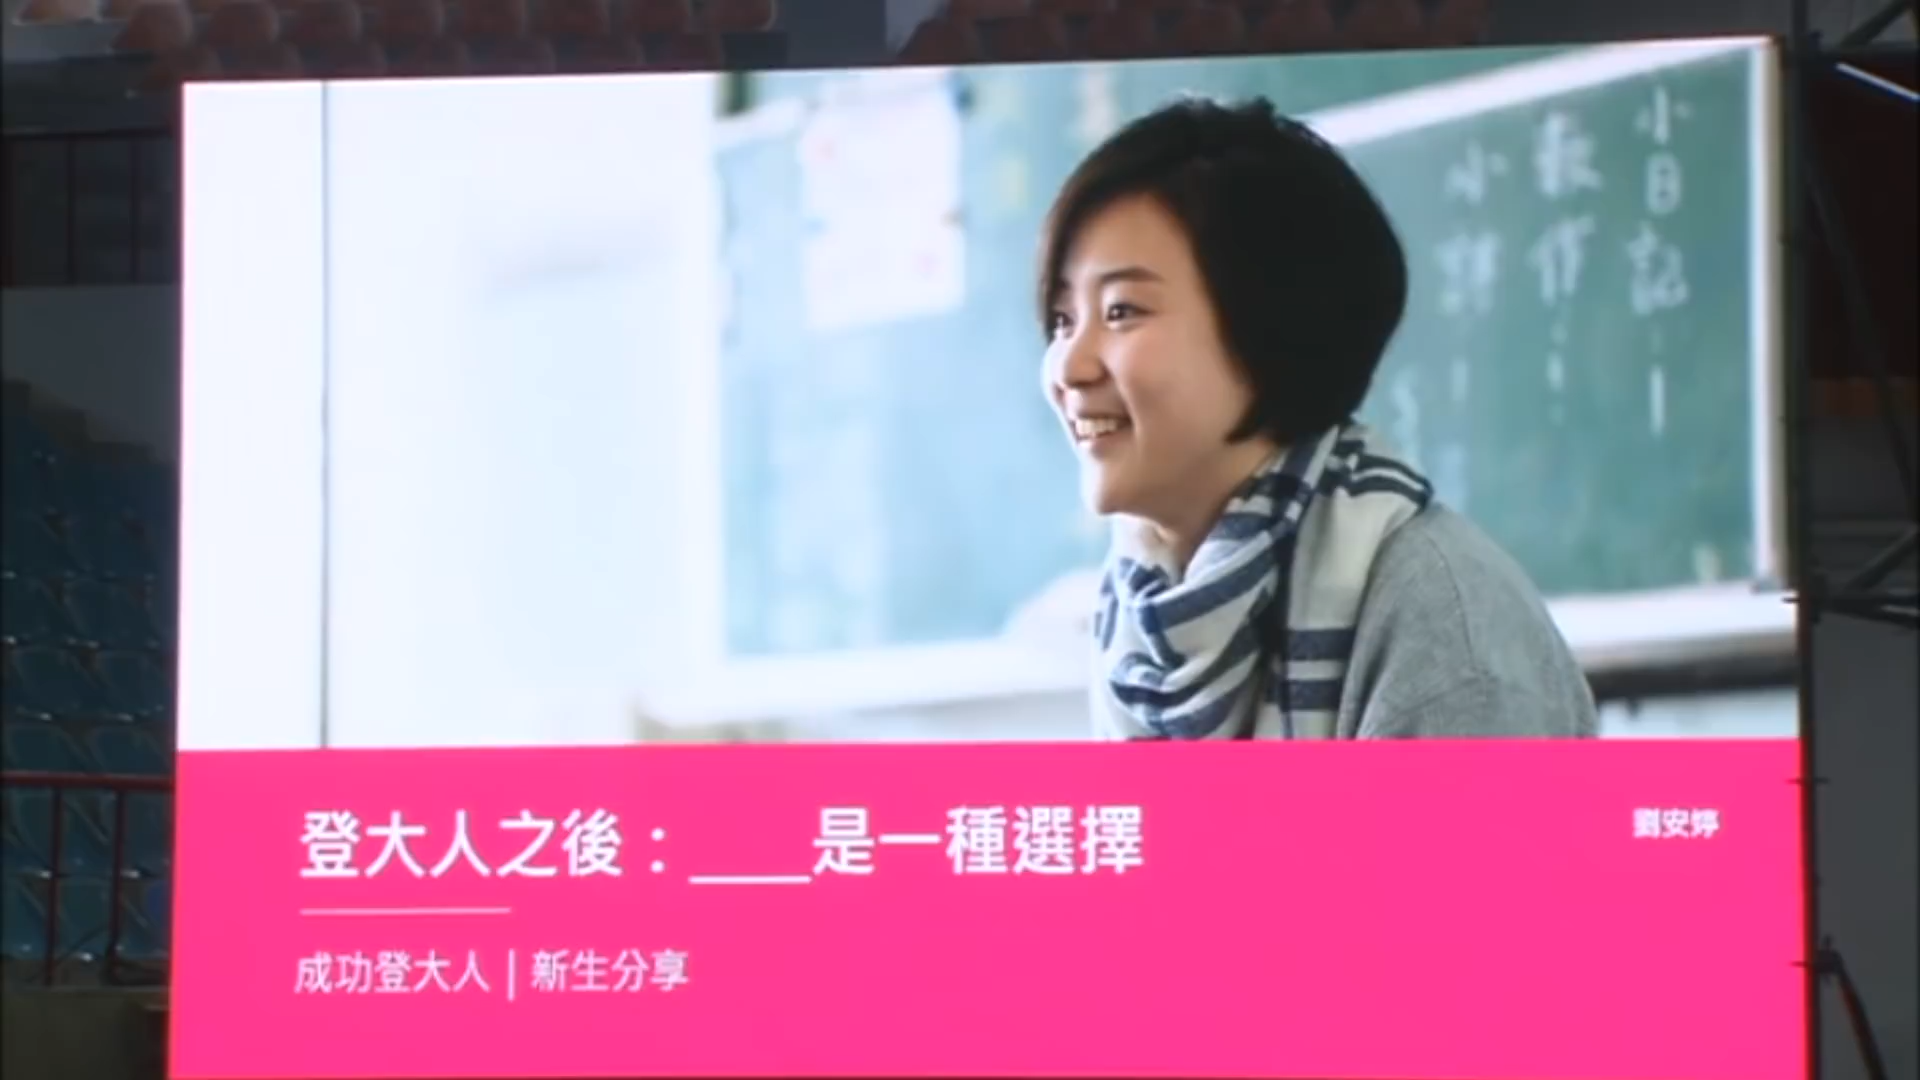 小日記
小詩
登大人之後：___是一種選擇
劉安婷
成功登大人 | 新生分享